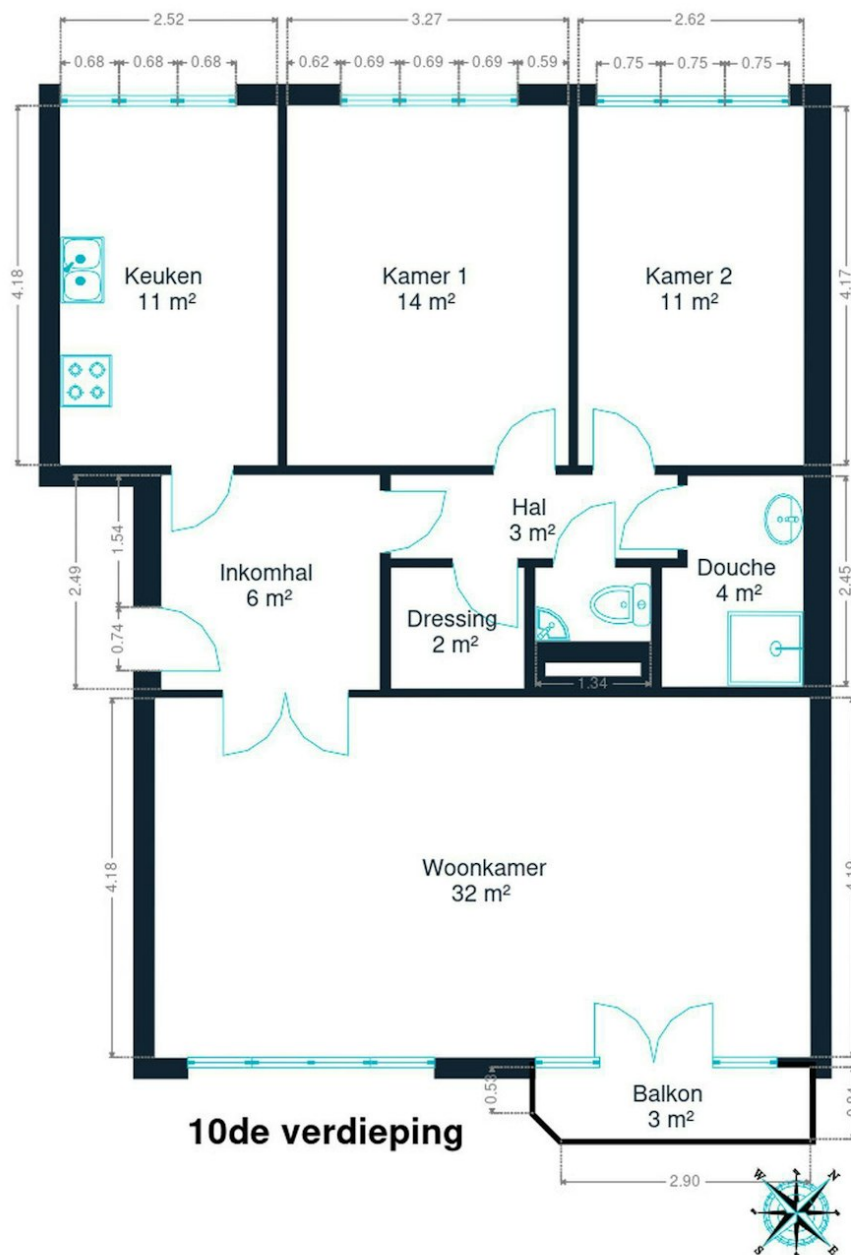 2.52
3.27
2.62
0.68
0.68
0.68
0.62
0.69
0.69
0.69
0.59
0.75
0.75
0.75
4.18
Keuken
11 m²
Kamer 1
14 m²
Kamer 2
11 m²
4.17
2.49
1.54
0.74
Inkomhal
6 m²
Hal
3 m²
Dressing
2 m²
Douche
4 m²
2.45
1.34
4.18
Woonkamer
32 m²
0.53
Balkon
3 m²
10de verdieping
2.90
W
N
S